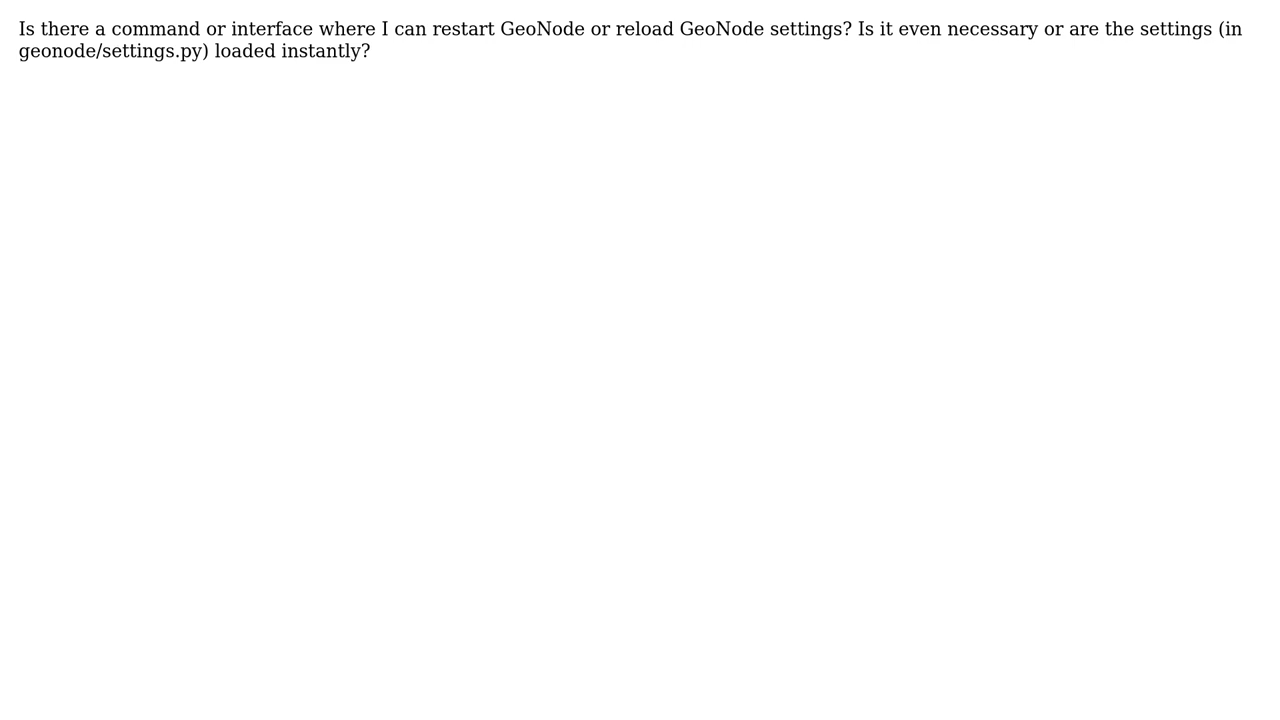 Is there a command or interface where I can restart GeoNode or reload GeoNode settings? Is it even necessary or are the settings (in
geonode/settings.py) loaded instantly?